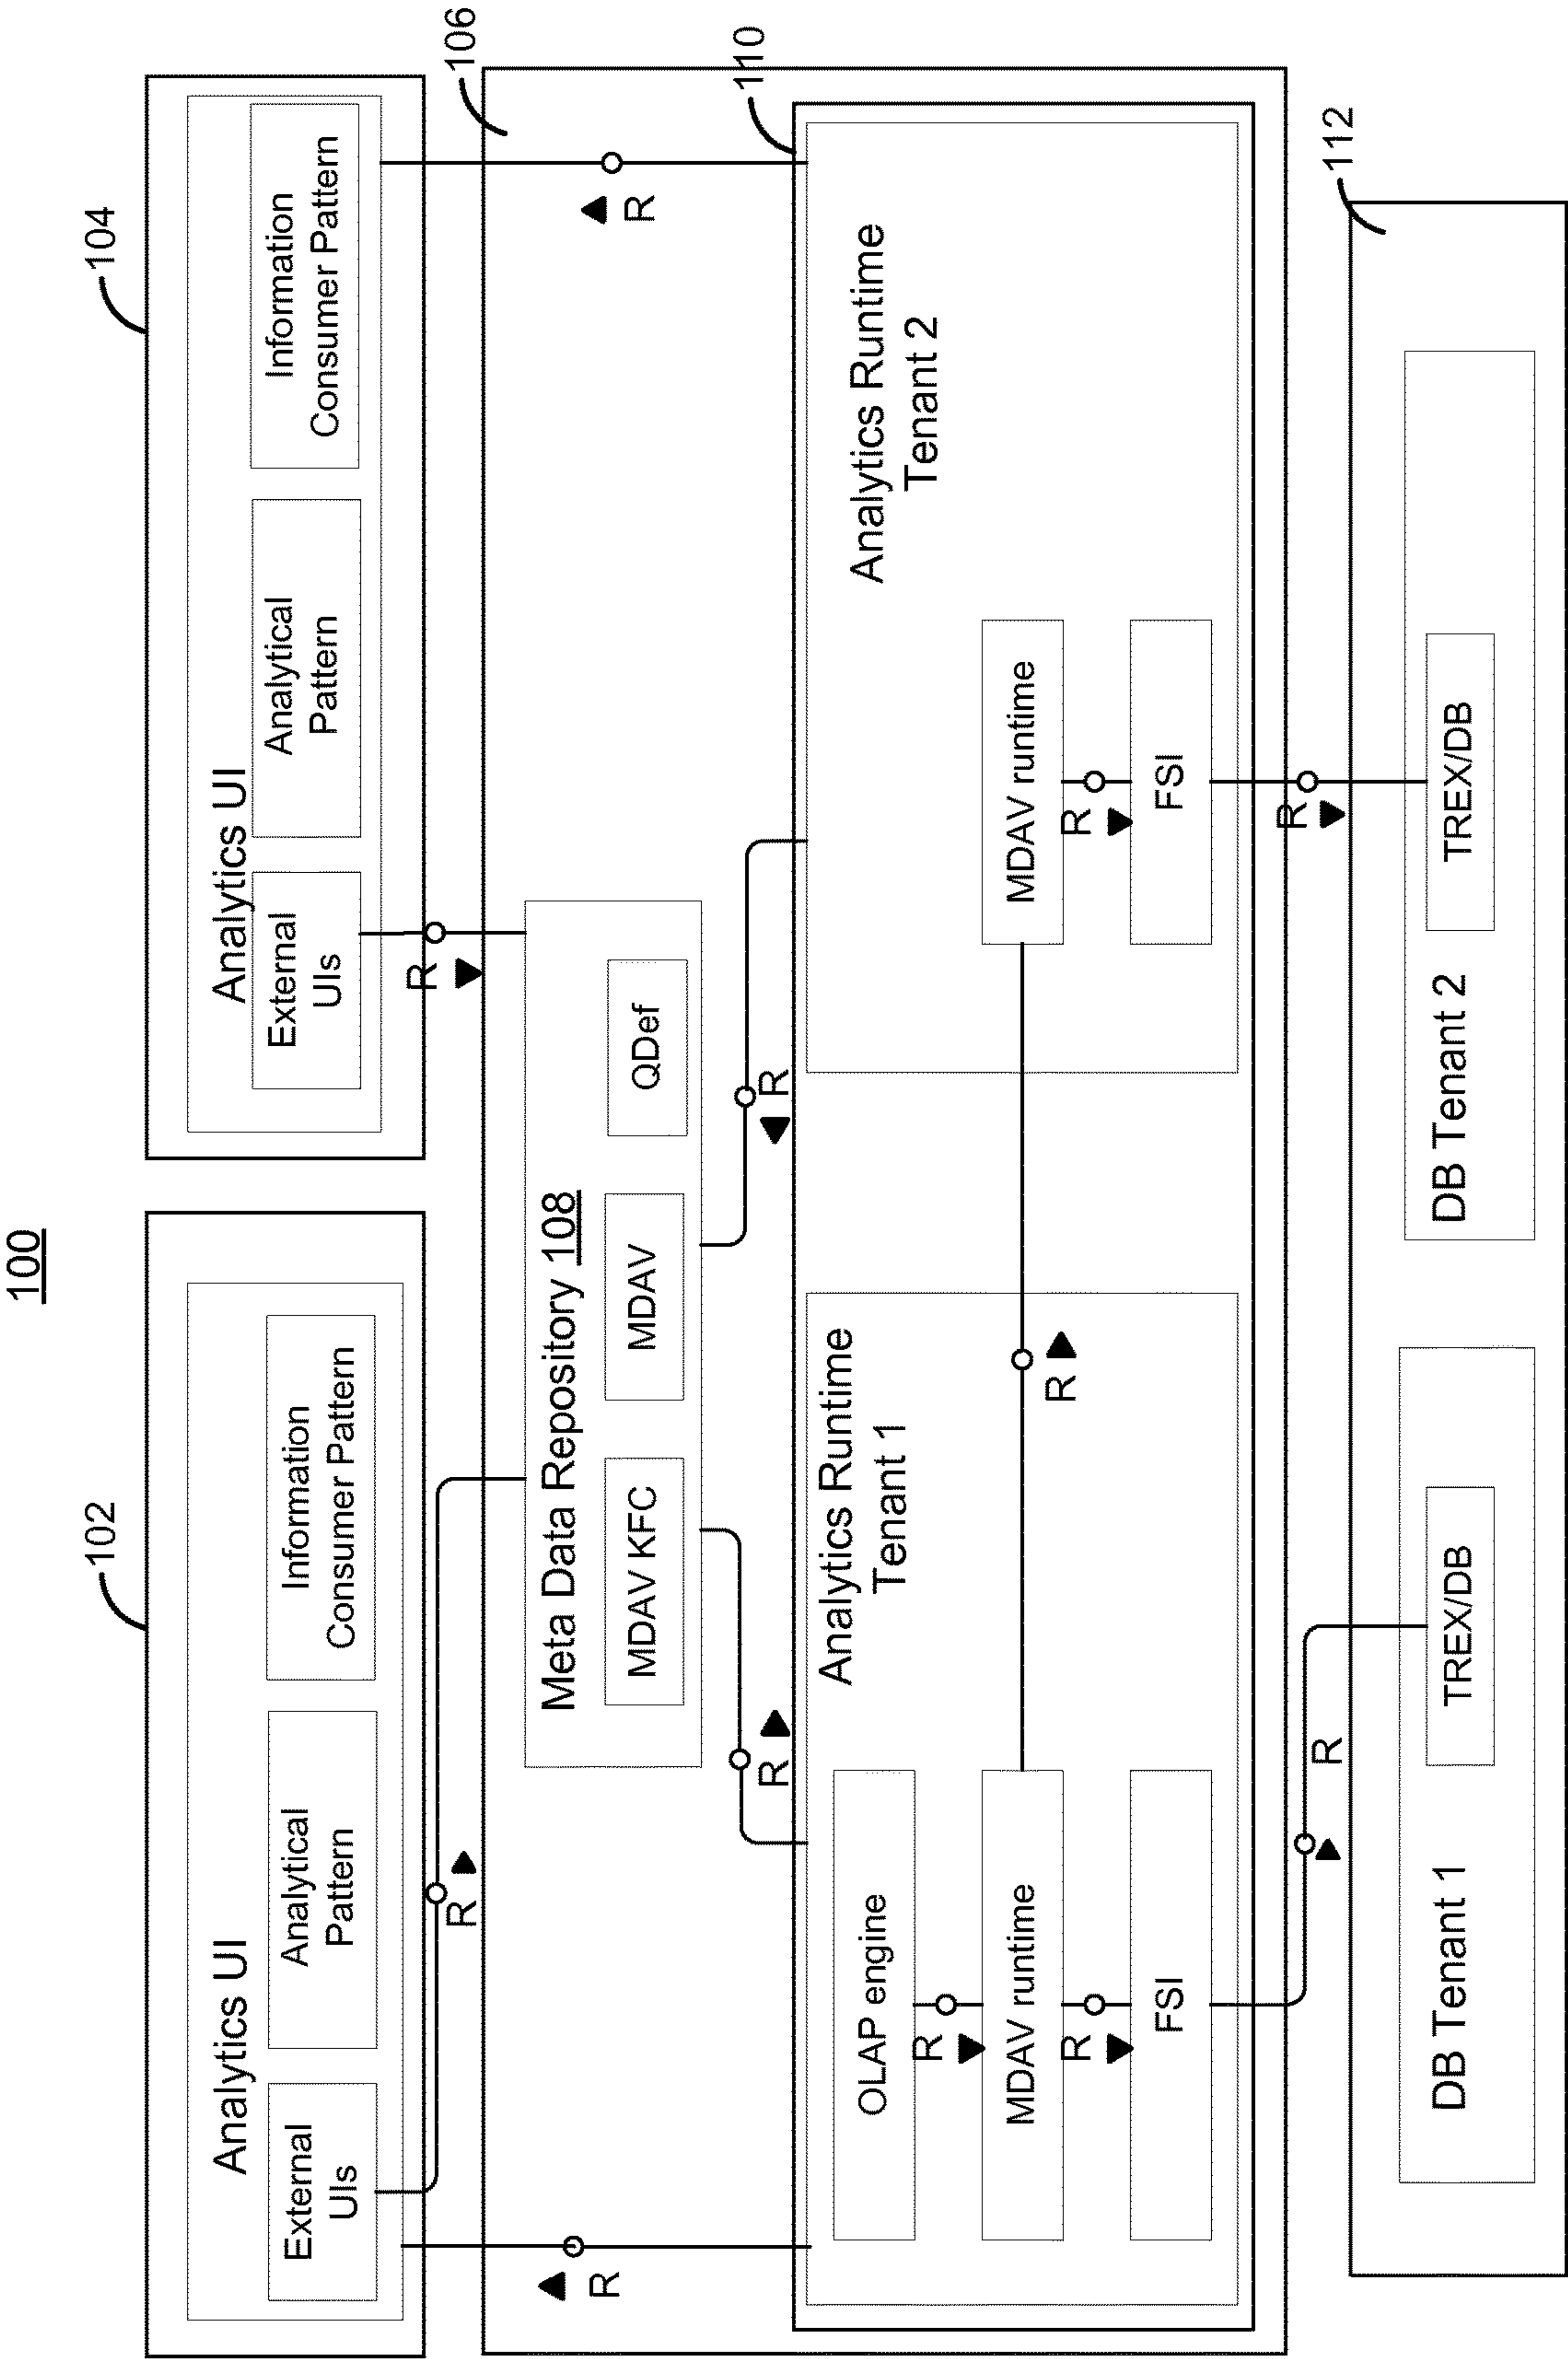 100
102
Analytics UI
External
UIs
Analytical
Pattern
Information
Consumer Pattern
104
Analytics UI
External
UIs
Analytical
Pattern
Information
Consumer Pattern
R
R
R
R
106
Meta Data Repository 108
MDAV KFC
MDAV
QDef
R
R
110
Analytics Runtime
Tenant 1
OLAP engine
R
MDAV runtime
R
FSI
R
Analytics Runtime
Tenant 2
MDAV runtime
R
FSI
R
R
112
DB Tenant 1
TREX/DB
DB Tenant 2
TREX/DB